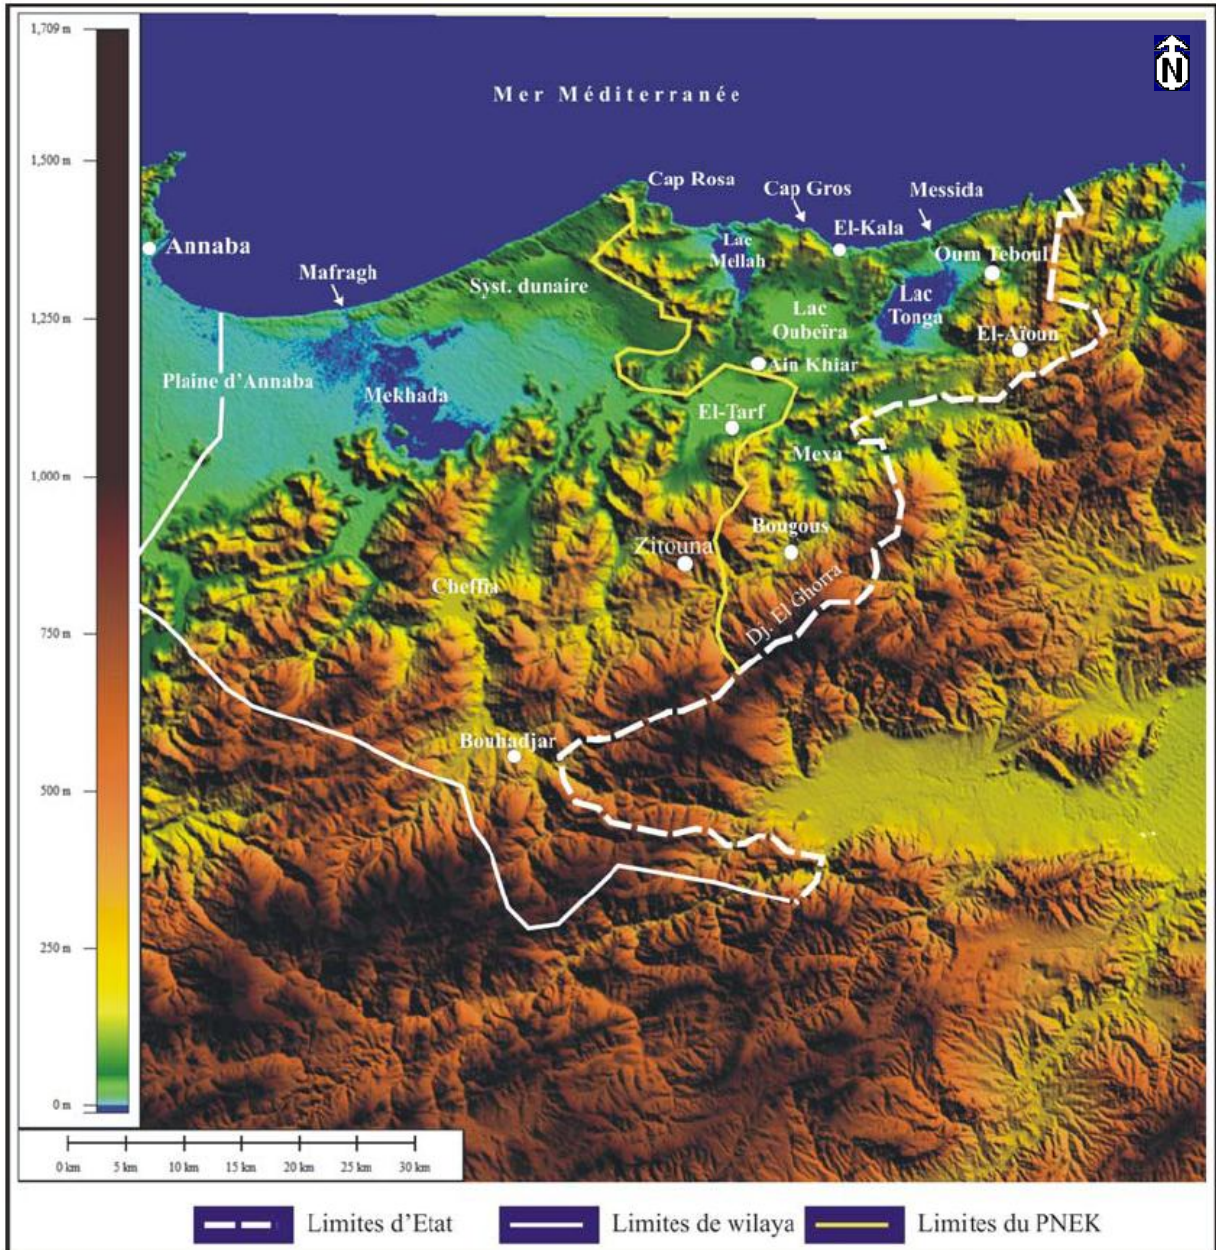 1,709 m
1,500 m
1,250 m
1,000 m
750 m
500 m
250 m
0 m
N
Mer Méditerranée
Cap Rosa
Cap Gros
Messida
El-Kala
Annaba
Lac
Mellah
Oum Teboul
Mafragh
Syst. dunaire
Lac
Tonga
Lac
Oubeïra
El-Aïoun
Plaine d'Annaba
Mekhada
Ain Khiar
El-Tarf
Mexa
Bougous
Zitouna
Cheffia
Dj. El Ghorra
Bouhadjar
0 km 5 km 10 km 15 km 20 km 25 km 30 km
Limites d'Etat Limites de wilaya Limites du PNEK